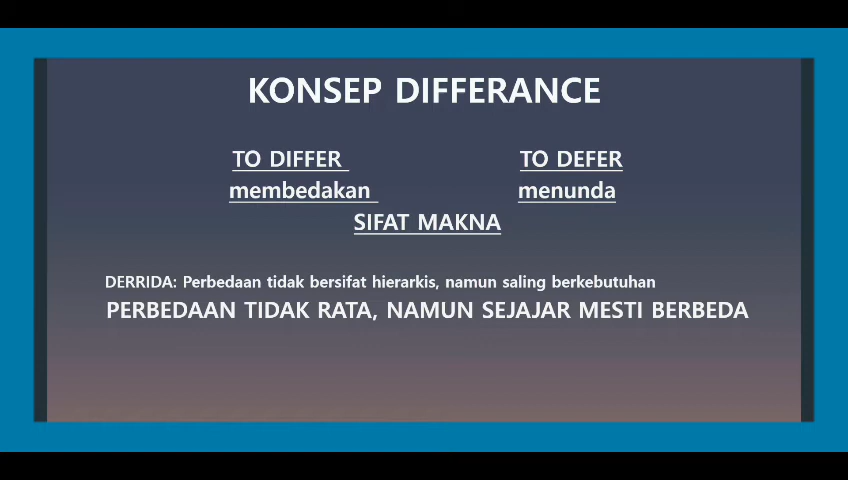 KONSEP DIFFERANCE
TO DIFFER TO DEFER
membedakan menunda
SIFAT MAKNA
DERRIDA: Perbedaan tidak bersifat hierarkis, namun saling berkebutuhan
PERBEDAAN TIDAK RATA, NAMUN SEJAJAR MESTI BERBEDA